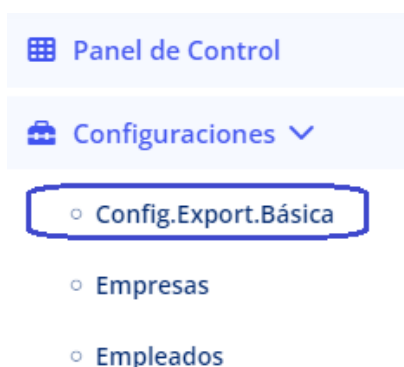 Panel de Control
Configuraciones
Config.Export.Básica
Empresas
Empleados